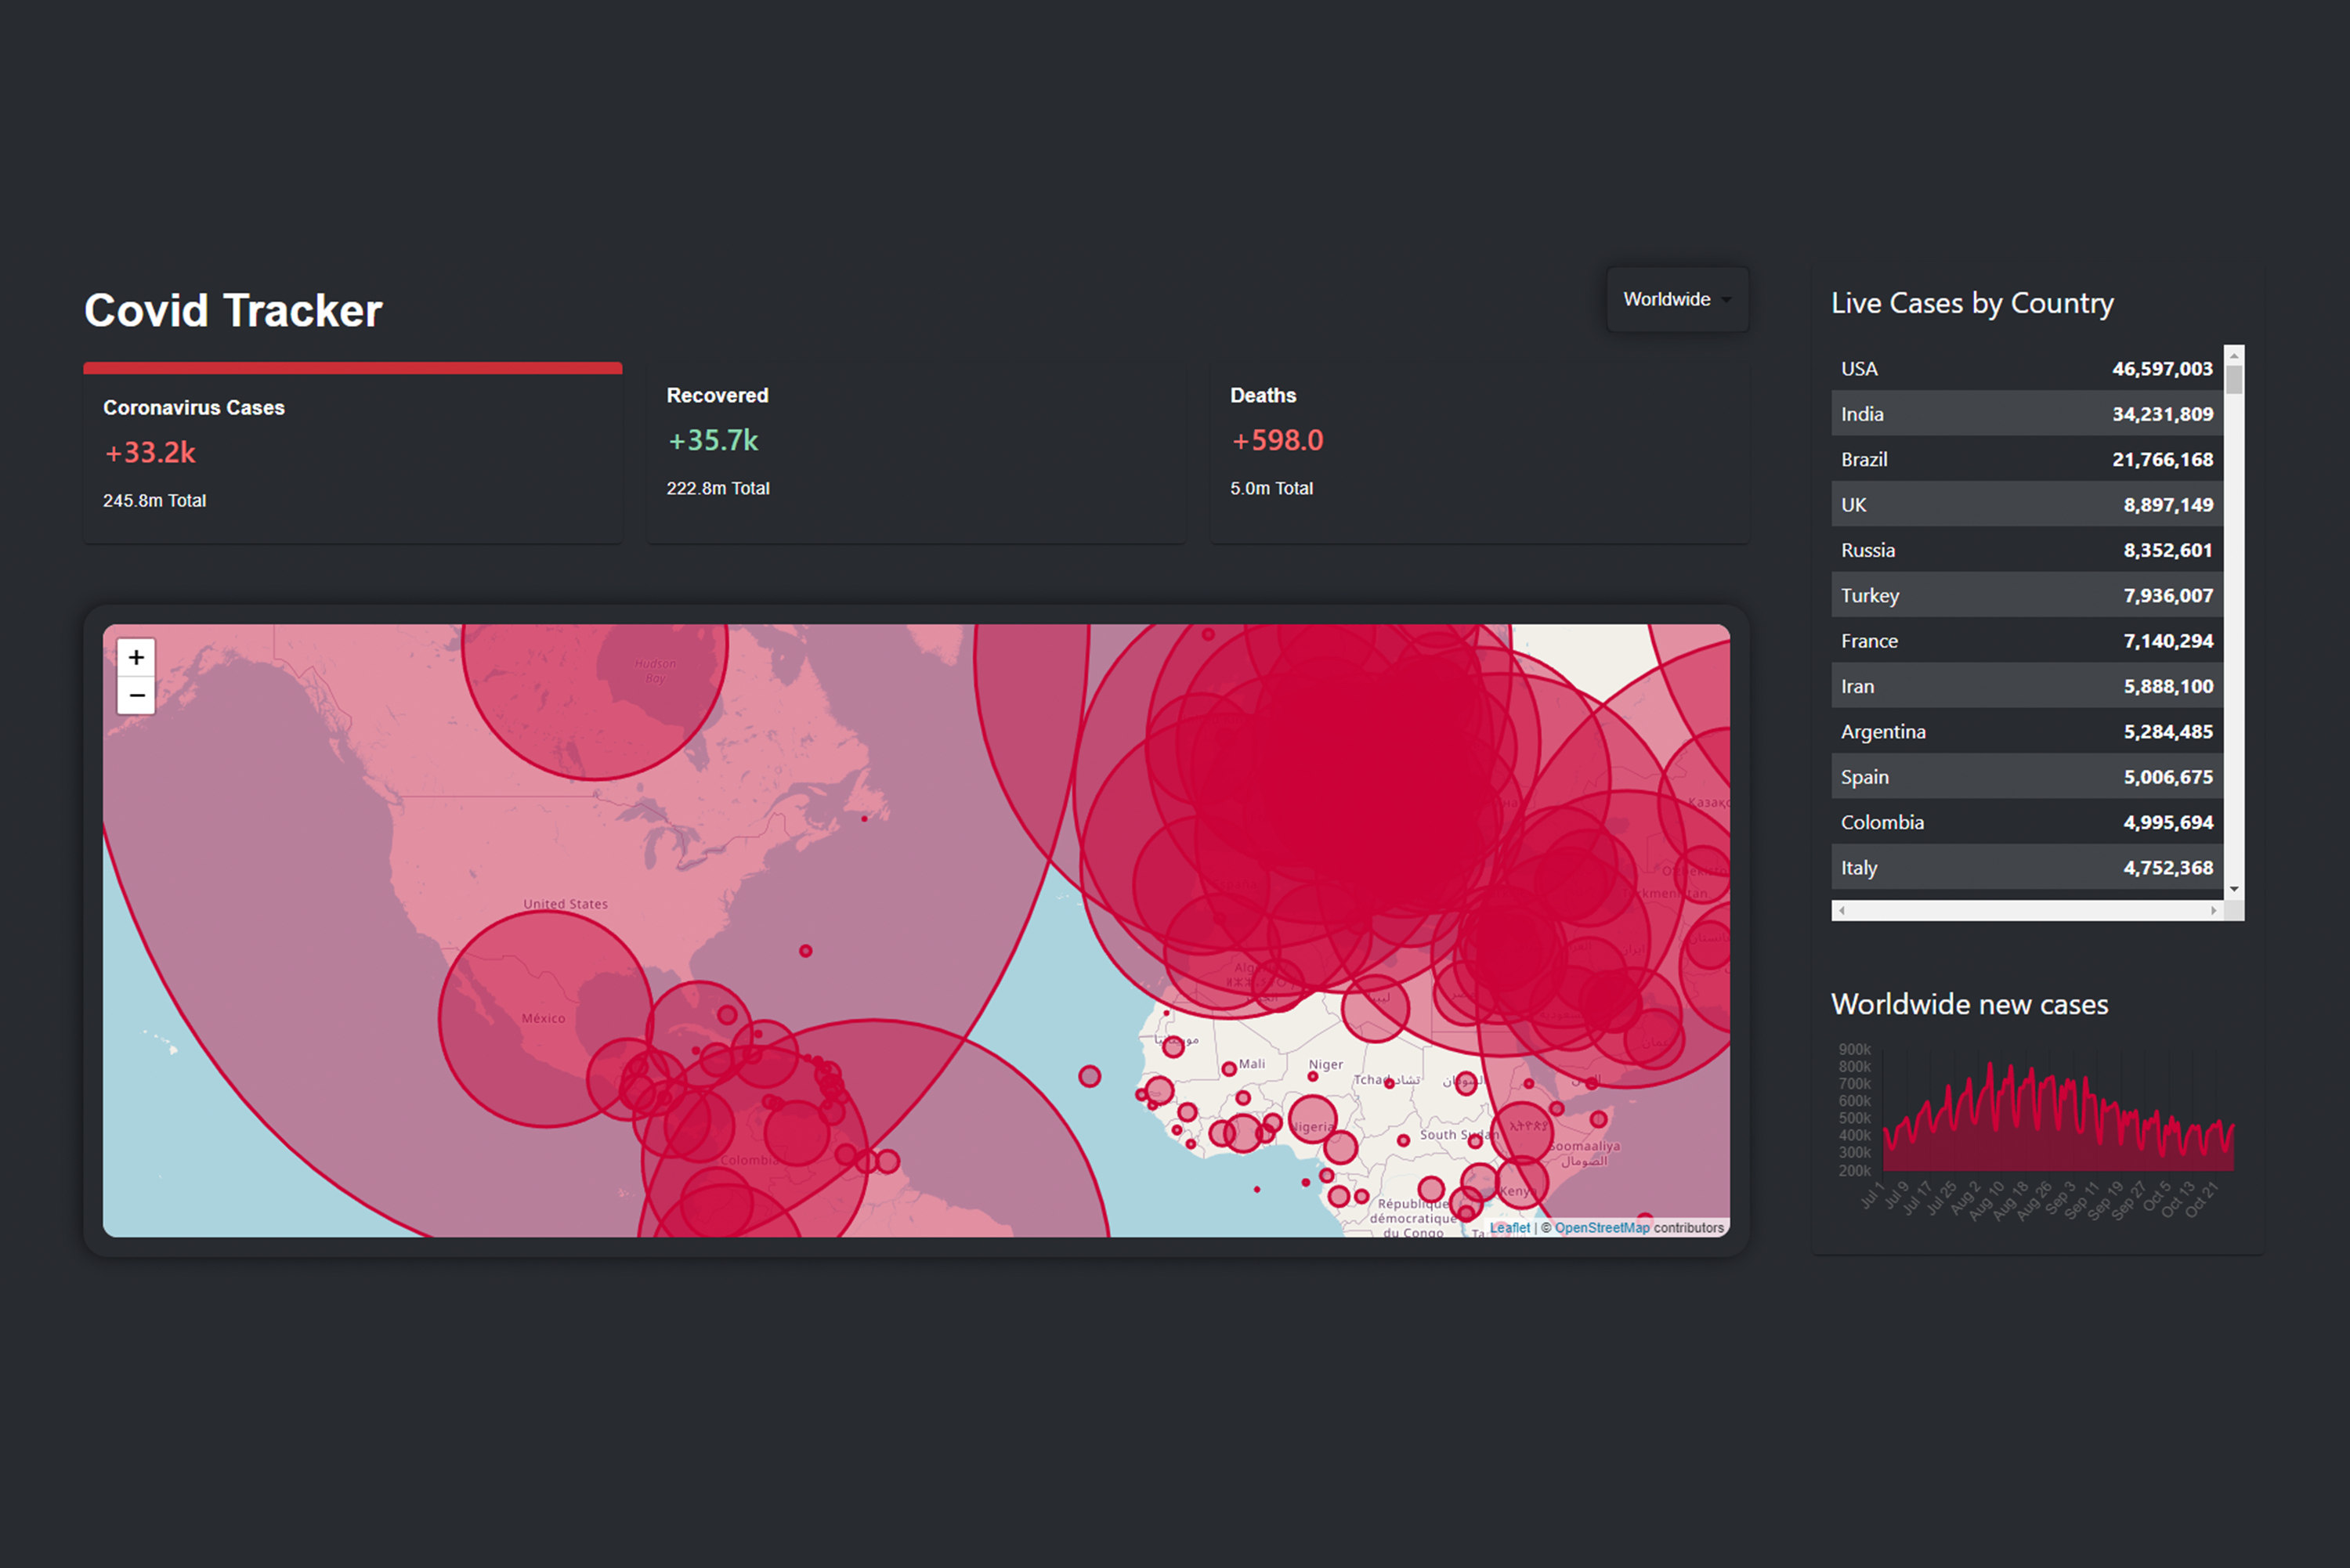 Covid Tracker
Worldwide
Coronavirus Cases
+33.2k
245.8m Total
Recovered
+35.7k
222.8m Total
Deaths
+598.0
5.0m Total
+
−
Hudson
Bay
United States
México
Colombia
Mali
Niger
Tchad تشاد
Nigeria
South Sudan
ኢትዮጵያ
Soomaaliya
الصومال
Kenya
République
démocratique
du Congo
ليبيا
Leaflet | © OpenStreetMap contributors
Live Cases by Country
USA 46,597,003
India 34,231,809
Brazil 21,766,168
UK 8,897,149
Russia 8,352,601
Turkey 7,936,007
France 7,140,294
Iran 5,888,100
Argentina 5,284,485
Spain 5,006,675
Colombia 4,995,694
Italy 4,752,368
Worldwide new cases
900k
800k
700k
600k
500k
400k
300k
200k
Jul 1
Jul 9
Jul 17
Jul 25
Aug 2
Aug 10
Aug 18
Aug 26
Sep 3
Sep 11
Sep 19
Sep 27
Oct 5
Oct 13
Oct 21